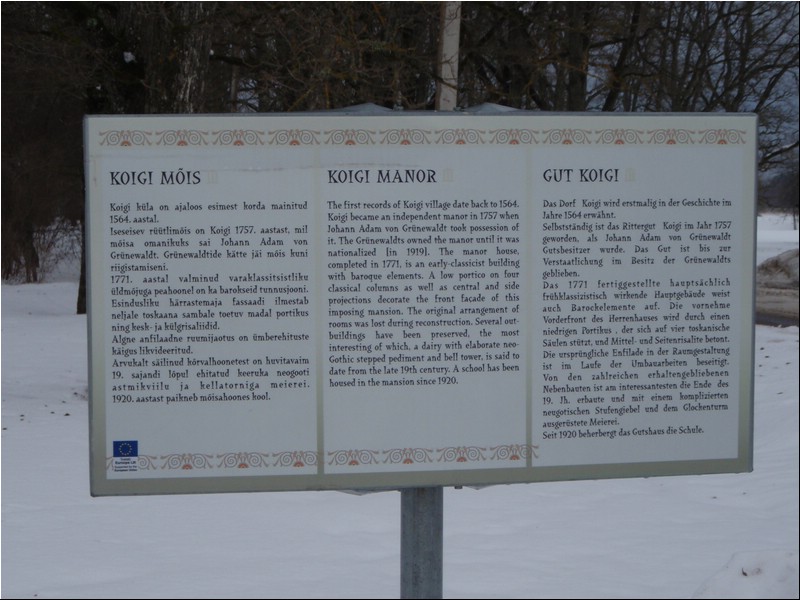 KOIGI MÕIS
Koigi küla on ajaloos esimest korda mainitud
1564. aastal.
Iseseisev rüütlimõis on Koigi 1757. aastast, mil
mõisa omanikuks sai Johann Adam von
Grünewaldt. Grünewaldtide kätte jäi mõis kuni
riigistamiseni.
1771. aastal valminud varaklassitsistliku
üldmõjuga peahoonel on ka barokseid tunnusjooni.
Esindusliku härrastemaja fassaadi ilmestab
neljale toskaana sambale toetuv madal portikus
ning kesk- ja külgrisaliidid.
Algne anfilaadne ruumijaotus on ümberehituste
käigus likvideeritud.
Arvukalt säilinud kõrvalhoonetest on huvitavaim
19. sajandi lõpul ehitatud keeruka neogooti
astmikviilu ja kellatorniga meierei.
1920. aastast paikneb mõisahoones kool.
KOIGI MANOR
The first records of Koigi village date back to 1564.
Koigi became an independent manor in 1757 when
Johann Adam von Grünewaldt took possession of
it. The Grünewaldts owned the manor until it was
nationalized [in 1919]. The manor house,
completed in 1771, is an early-classicist building
with baroque elements. A low portico on four
classical columns as well as central and side
projections decorate the front facade of this
imposing mansion. The original arrangement of
rooms was lost during reconstruction. Several out-
buildings have been preserved, the most
interesting of which, a dairy with elaborate neo-
Gothic stepped pediment and bell tower, is said to
date from the late 19th century. A school has been
housed in the mansion since 1920.
GUT KOIGI
Das Dorf Koigi wird erstmalig in der Geschichte im
Jahre 1564 erwähnt.
Selbstständig ist das Rittergut Koigi im Jahr 1757
geworden, als Johann Adam von Grünewaldt
Gutsbesitzer wurde. Das Gut ist bis zur
Verstaatlichung im Besitz der Grünewaldts
geblieben.
Das 1771 fertiggestellte hauptsächlich
frühklassizistisch wirkende Hauptgebäude weist
auch Barockelemente auf. Die vornehme
Vorderfront des Herrenhauses wird durch einen
niedrigen Portikus , der sich auf vier toskanische
Säulen stützt, und Mittel- und Seitenrisalite betont.
Die ursprüngliche Enfilade in der Raumgestaltung
ist im Laufe der Umbauarbeiten beseitigt.
Von den zahlreichen erhaltengebliebenen
Nebenbauten ist am interessantesten die Ende des
19. Jh. erbaute und mit einem komplizierten
neugotischen Stufengiebel und dem Glockenturm
ausgerüstete Meierei.
Seit 1920 beherbergt das Gutshaus die Schule.